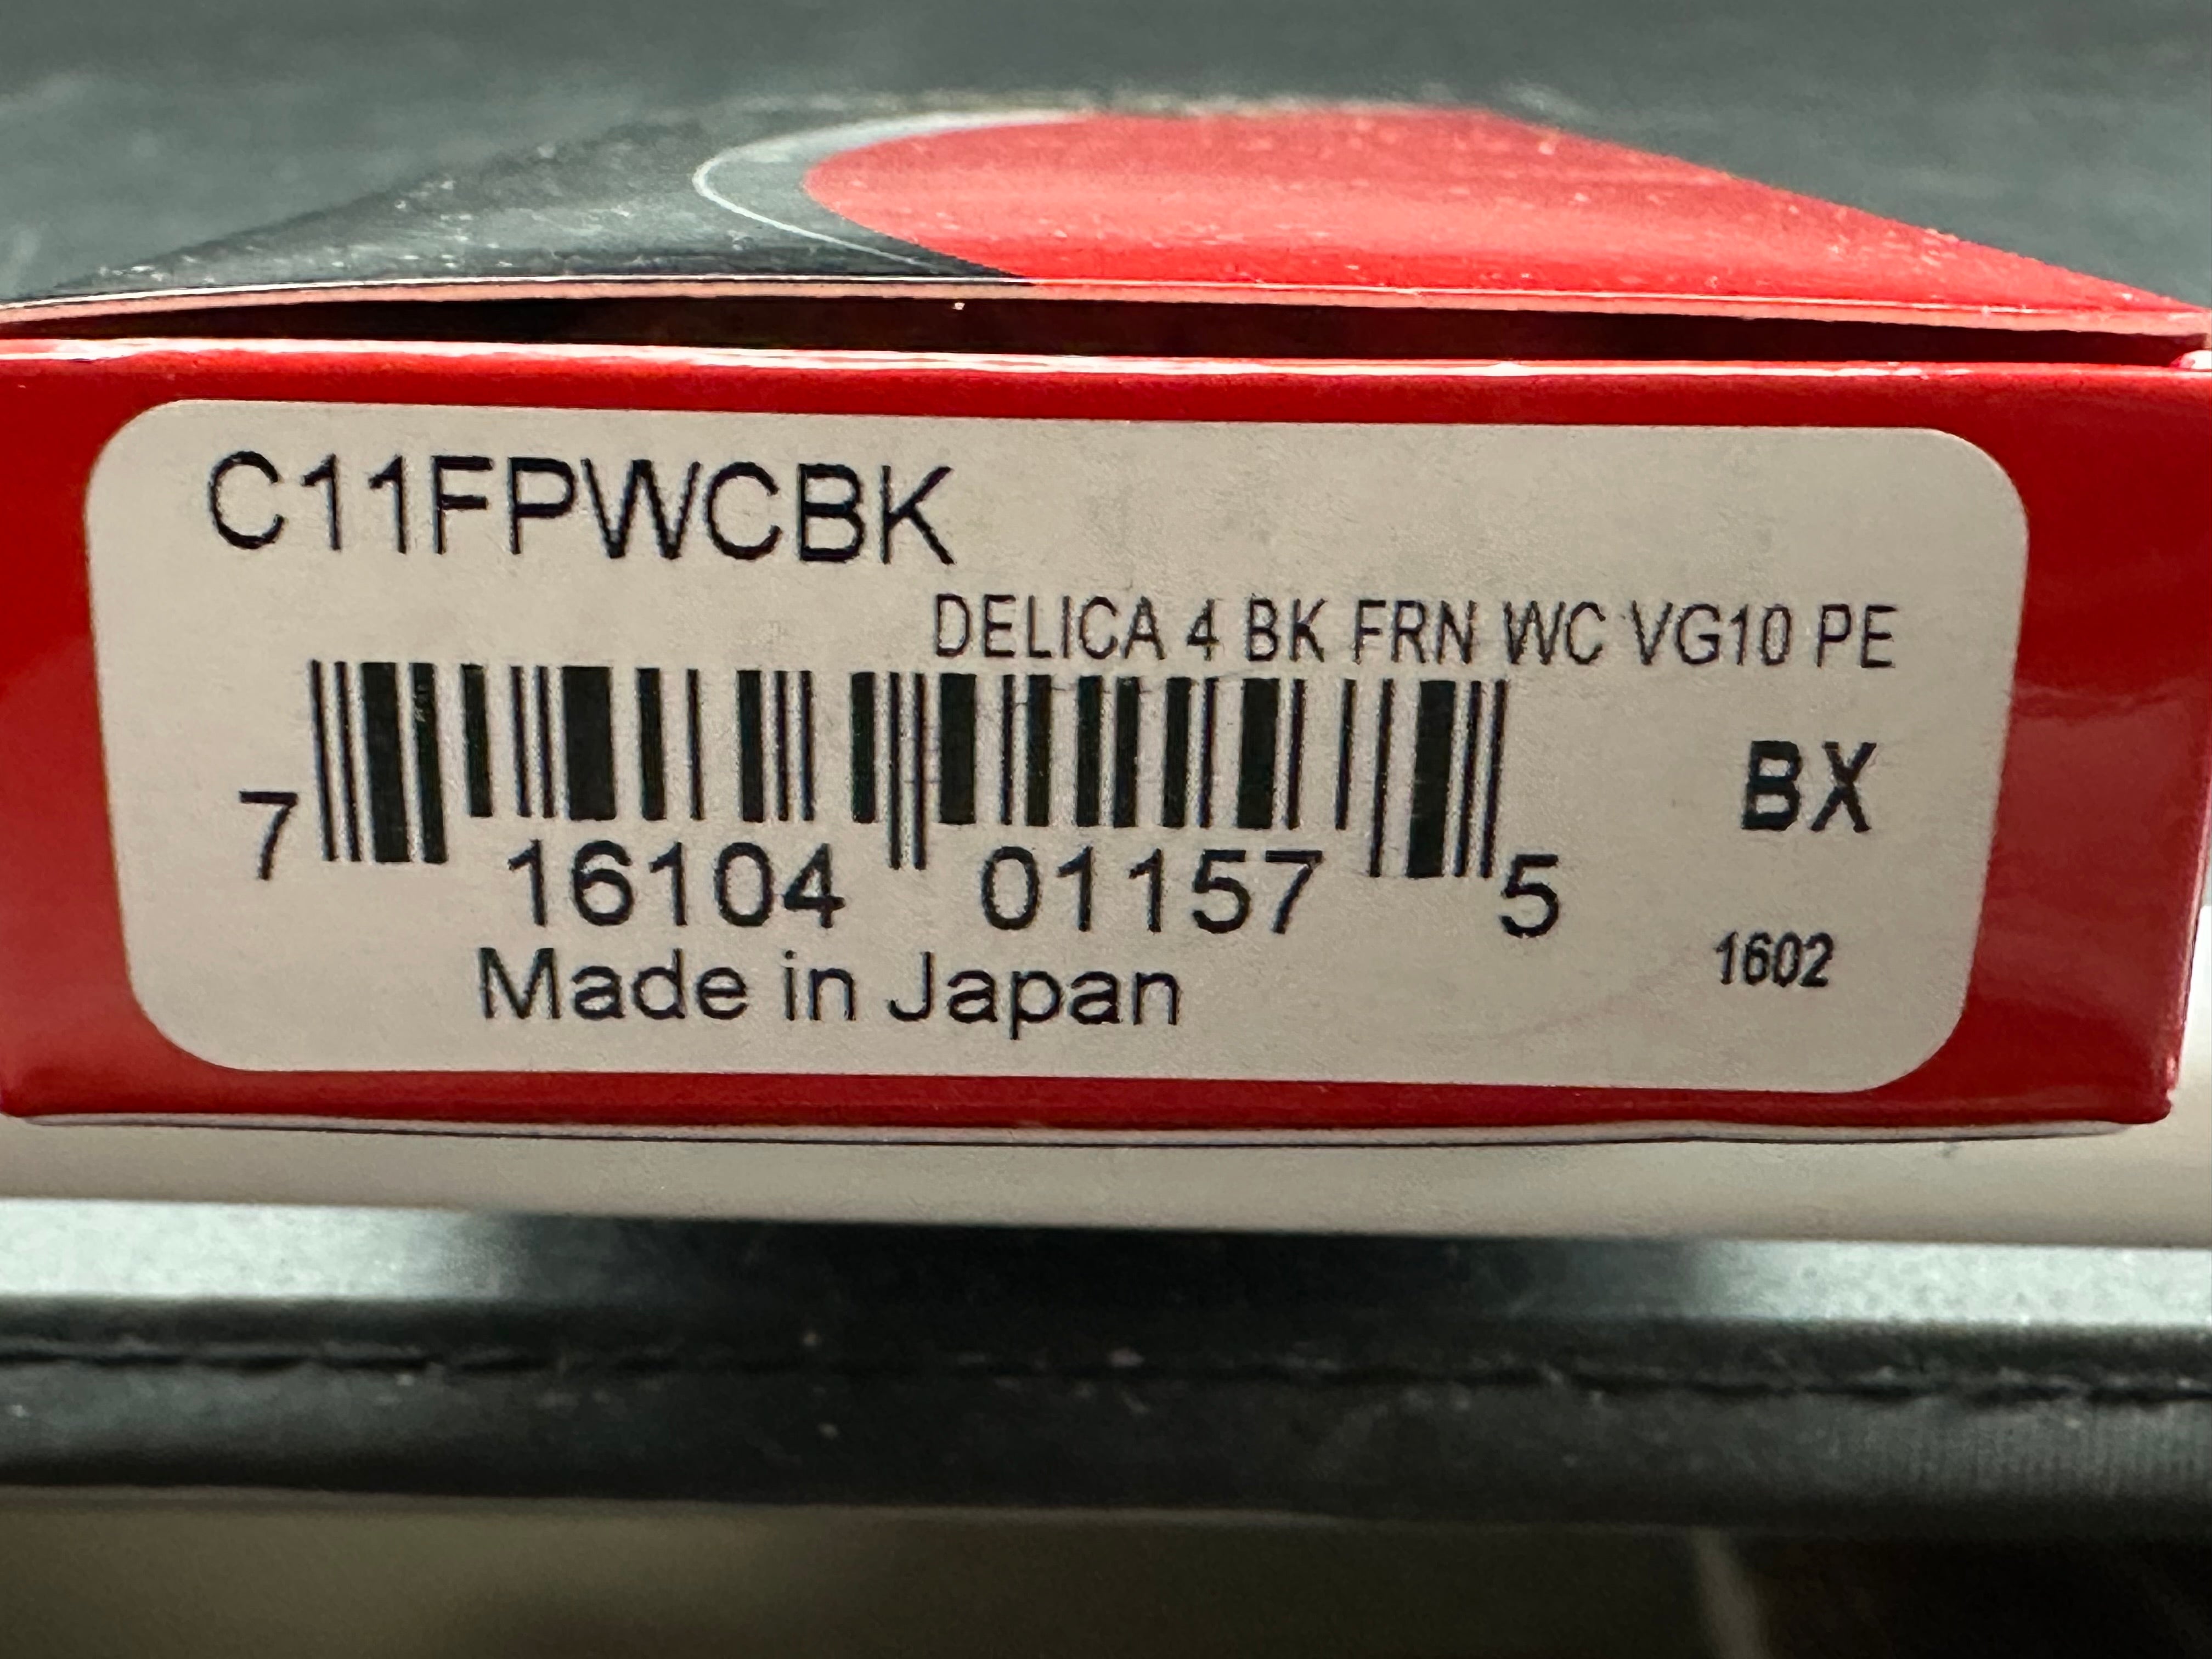 C11FPWCBK
DELICA 4 BK FRN WC VG10 PE
BX
7 16104 01157 5
1602
Made in Japan